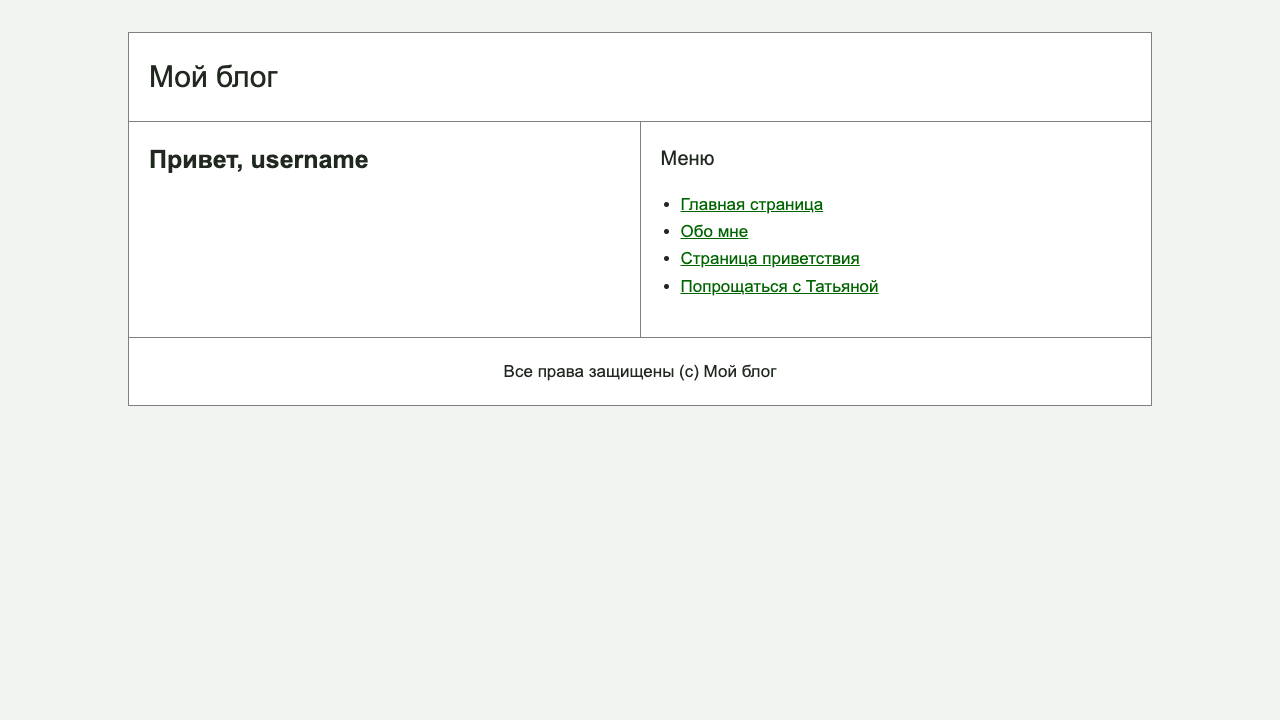 Мой блог
Привет, username
Меню
Главная страница
Обо мне
Страница приветствия
Попрощаться с Татьяной
Все права защищены (c) Мой блог